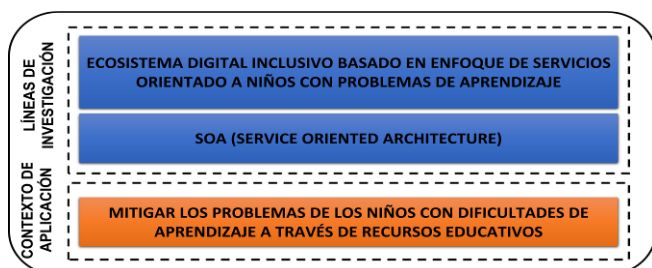 LÍNEAS DE
INVESTIGACIÓN
ECOSISTEMA DIGITAL INCLUSIVO BASADO EN ENFOQUE DE SERVICIOS
ORIENTADO A NIÑOS CON PROBLEMAS DE APRENDIZAJE
SOA (SERVICE ORIENTED ARCHITECTURE)
CONTEXTO DE
APLICACIÓN
MITIGAR LOS PROBLEMAS DE LOS NIÑOS CON DIFICULTADES DE
APRENDIZAJE A TRAVÉS DE RECURSOS EDUCATIVOS